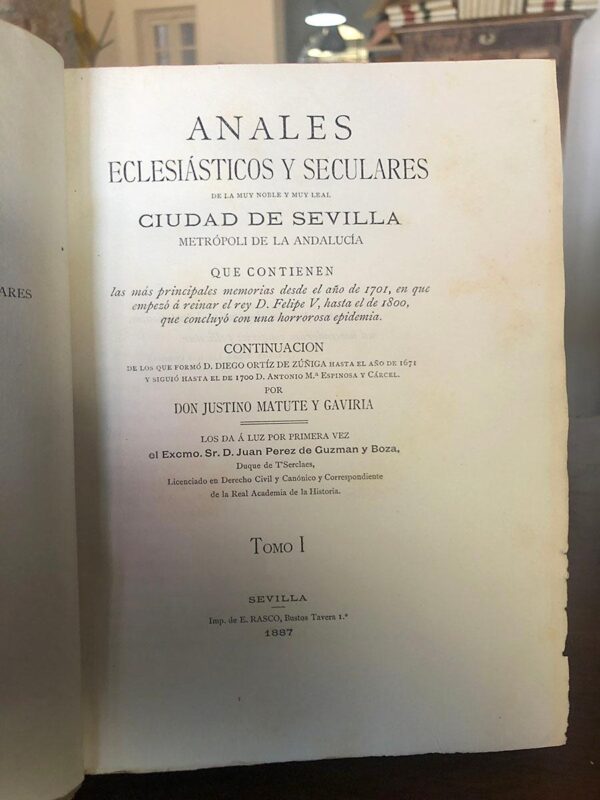 ARES
ANALES
ECLESIÁSTICOS Y SECULARES
DE LA MUY NOBLE Y MUY LEAL
CIUDAD DE SEVILLA
METRÓPOLI DE LA ANDALUCÍA
QUE CONTIENEN
las más principales memorias desde el año de 1701, en que
empezó á reinar el rey D. Felipe V, hasta el de 1800,
que concluyó con una horrorosa epidemia.
CONTINUACION
DE LOS QUE FORMÓ D. DIEGO ORTÍZ DE ZÚÑIGA HASTA EL AÑO DE 1671
Y SIGUIÓ HASTA EL DE 1700 D. ANTONIO M.ª ESPINOSA Y CÁRCEL.
POR
DON JUSTINO MATUTE Y GAVIRIA
LOS DA Á LUZ POR PRIMERA VEZ
el Excmo. Sr. D. Juan Perez de Guzman y Boza,
Duque de T'Serclaes,
Licenciado en Derecho Civil y Canónico y Correspondiente
de la Real Academia de la Historia.
TOMO I
SEVILLA
Imp. de E. RASCO, Bustos Tavera 1.º
1887